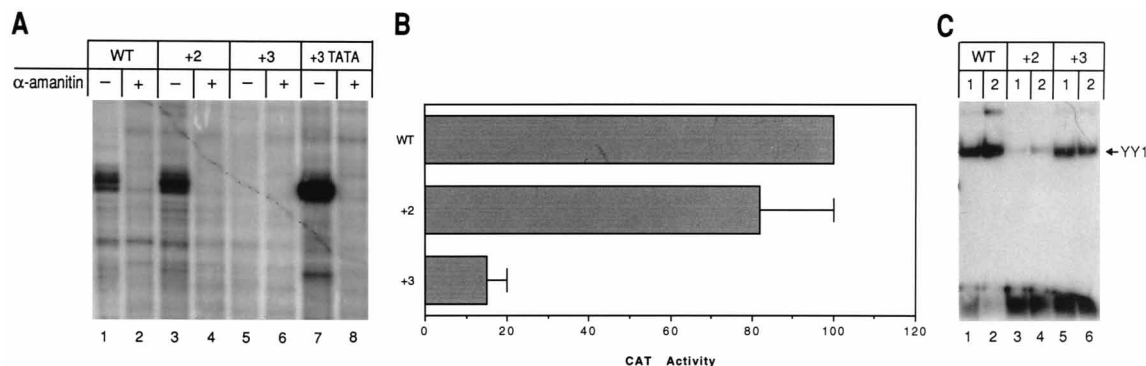 A
WT +2 +3 +3 TATA
α-amanitin – + – + – + – +
1 2 3 4 5 6 7 8
B
WT
+2
+3
0 20 40 60 80 100 120
CAT Activity
C
WT +2 +3
1 2 1 2 1 2
←YY1
1 2 3 4 5 6